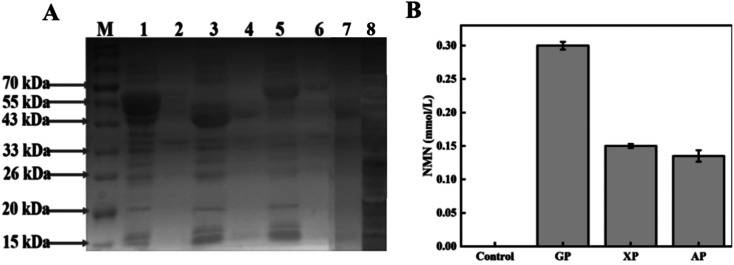 A
M 1 2 3 4 5 6 7 8
70 kDa
55 kDa
43 kDa
33 kDa
26 kDa
20 kDa
15 kDa
B
NMN (mmol/L)
0.30
0.25
0.20
0.15
0.10
0.05
0.00
Control GP XP AP